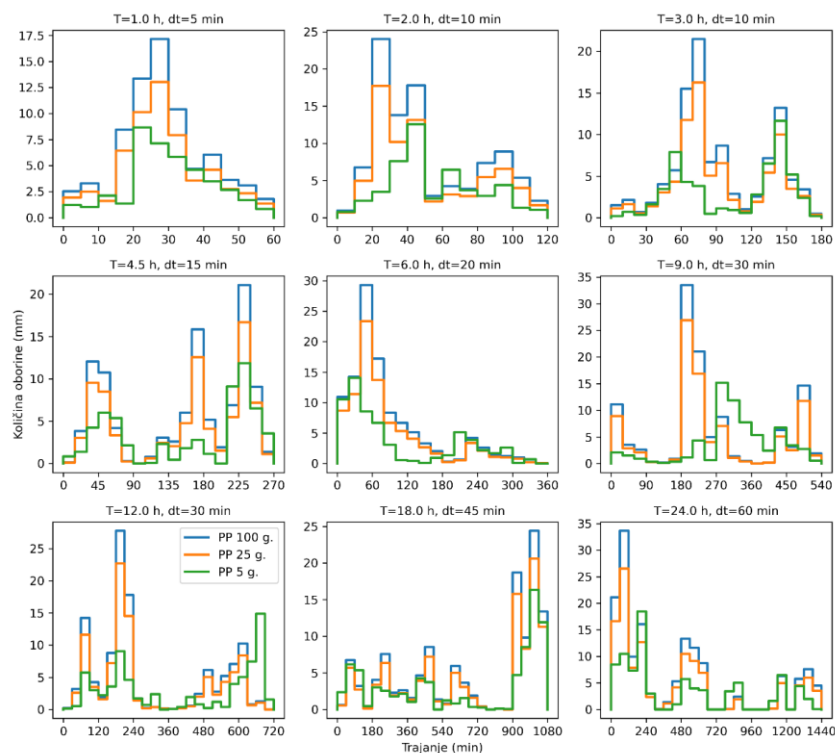 T=1.0 h, dt=5 min
T=2.0 h, dt=10 min
T=3.0 h, dt=10 min
17.5
15.0
12.5
10.0
7.5
5.0
2.5
0.0
0 10 20 30 40 50 60
25
20
15
10
5
0
0 20 40 60 80 100 120
20
15
10
5
0
0 30 60 90 120 150 180
Količina oborine (mm)
T=4.5 h, dt=15 min
T=6.0 h, dt=20 min
T=9.0 h, dt=30 min
20
15
10
5
0
0 45 90 135 180 225 270
30
25
20
15
10
5
0
0 60 120 180 240 300 360
35
30
25
20
15
10
5
0
0 90 180 270 360 450 540
T=12.0 h, dt=30 min
T=18.0 h, dt=45 min
T=24.0 h, dt=60 min
PP 100 g.
PP 25 g.
PP 5 g.
25
20
15
10
5
0
0 120 240 360 480 600 720
25
20
15
10
5
0
0 180 360 540 720 900 1080
35
30
25
20
15
10
5
0
0 240 480 720 960 1200 1440
Trajanje (min)